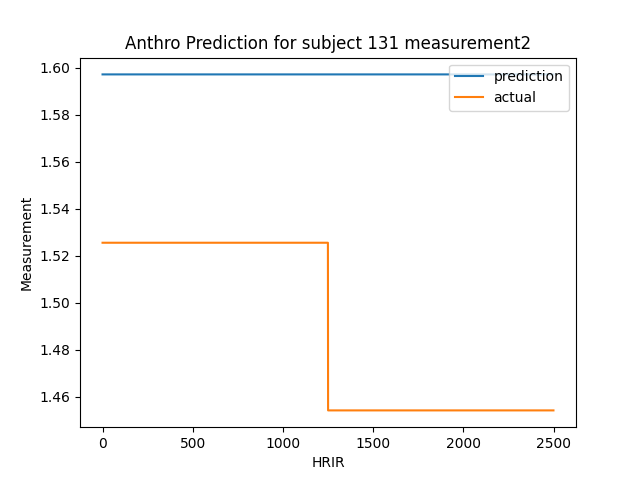 Anthro Prediction for subject 131 measurement2
1.60
1.58
1.56
1.54
1.52
1.50
1.48
1.46
Measurement
prediction
actual
0 500 1000 1500 2000 2500
HRIR